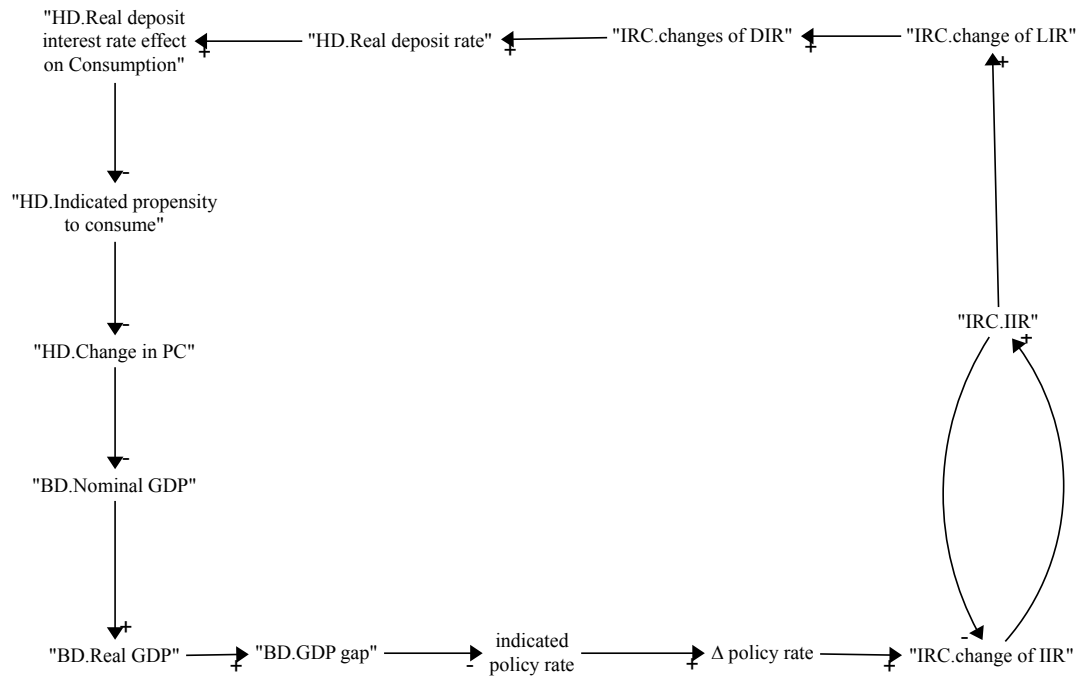 "HD.Real deposit
interest rate effect
on Consumption"
+
"HD.Real deposit rate"
+
"IRC.changes of DIR"
+
"IRC.change of LIR"
+
-
"HD.Indicated propensity
to consume"
-
"HD.Change in PC"
-
"BD.Nominal GDP"
+
"IRC.IIR"
+
"BD.Real GDP"
+
"BD.GDP gap"
-
indicated
policy rate
+
Δ policy rate
+
-
"IRC.change of IIR"